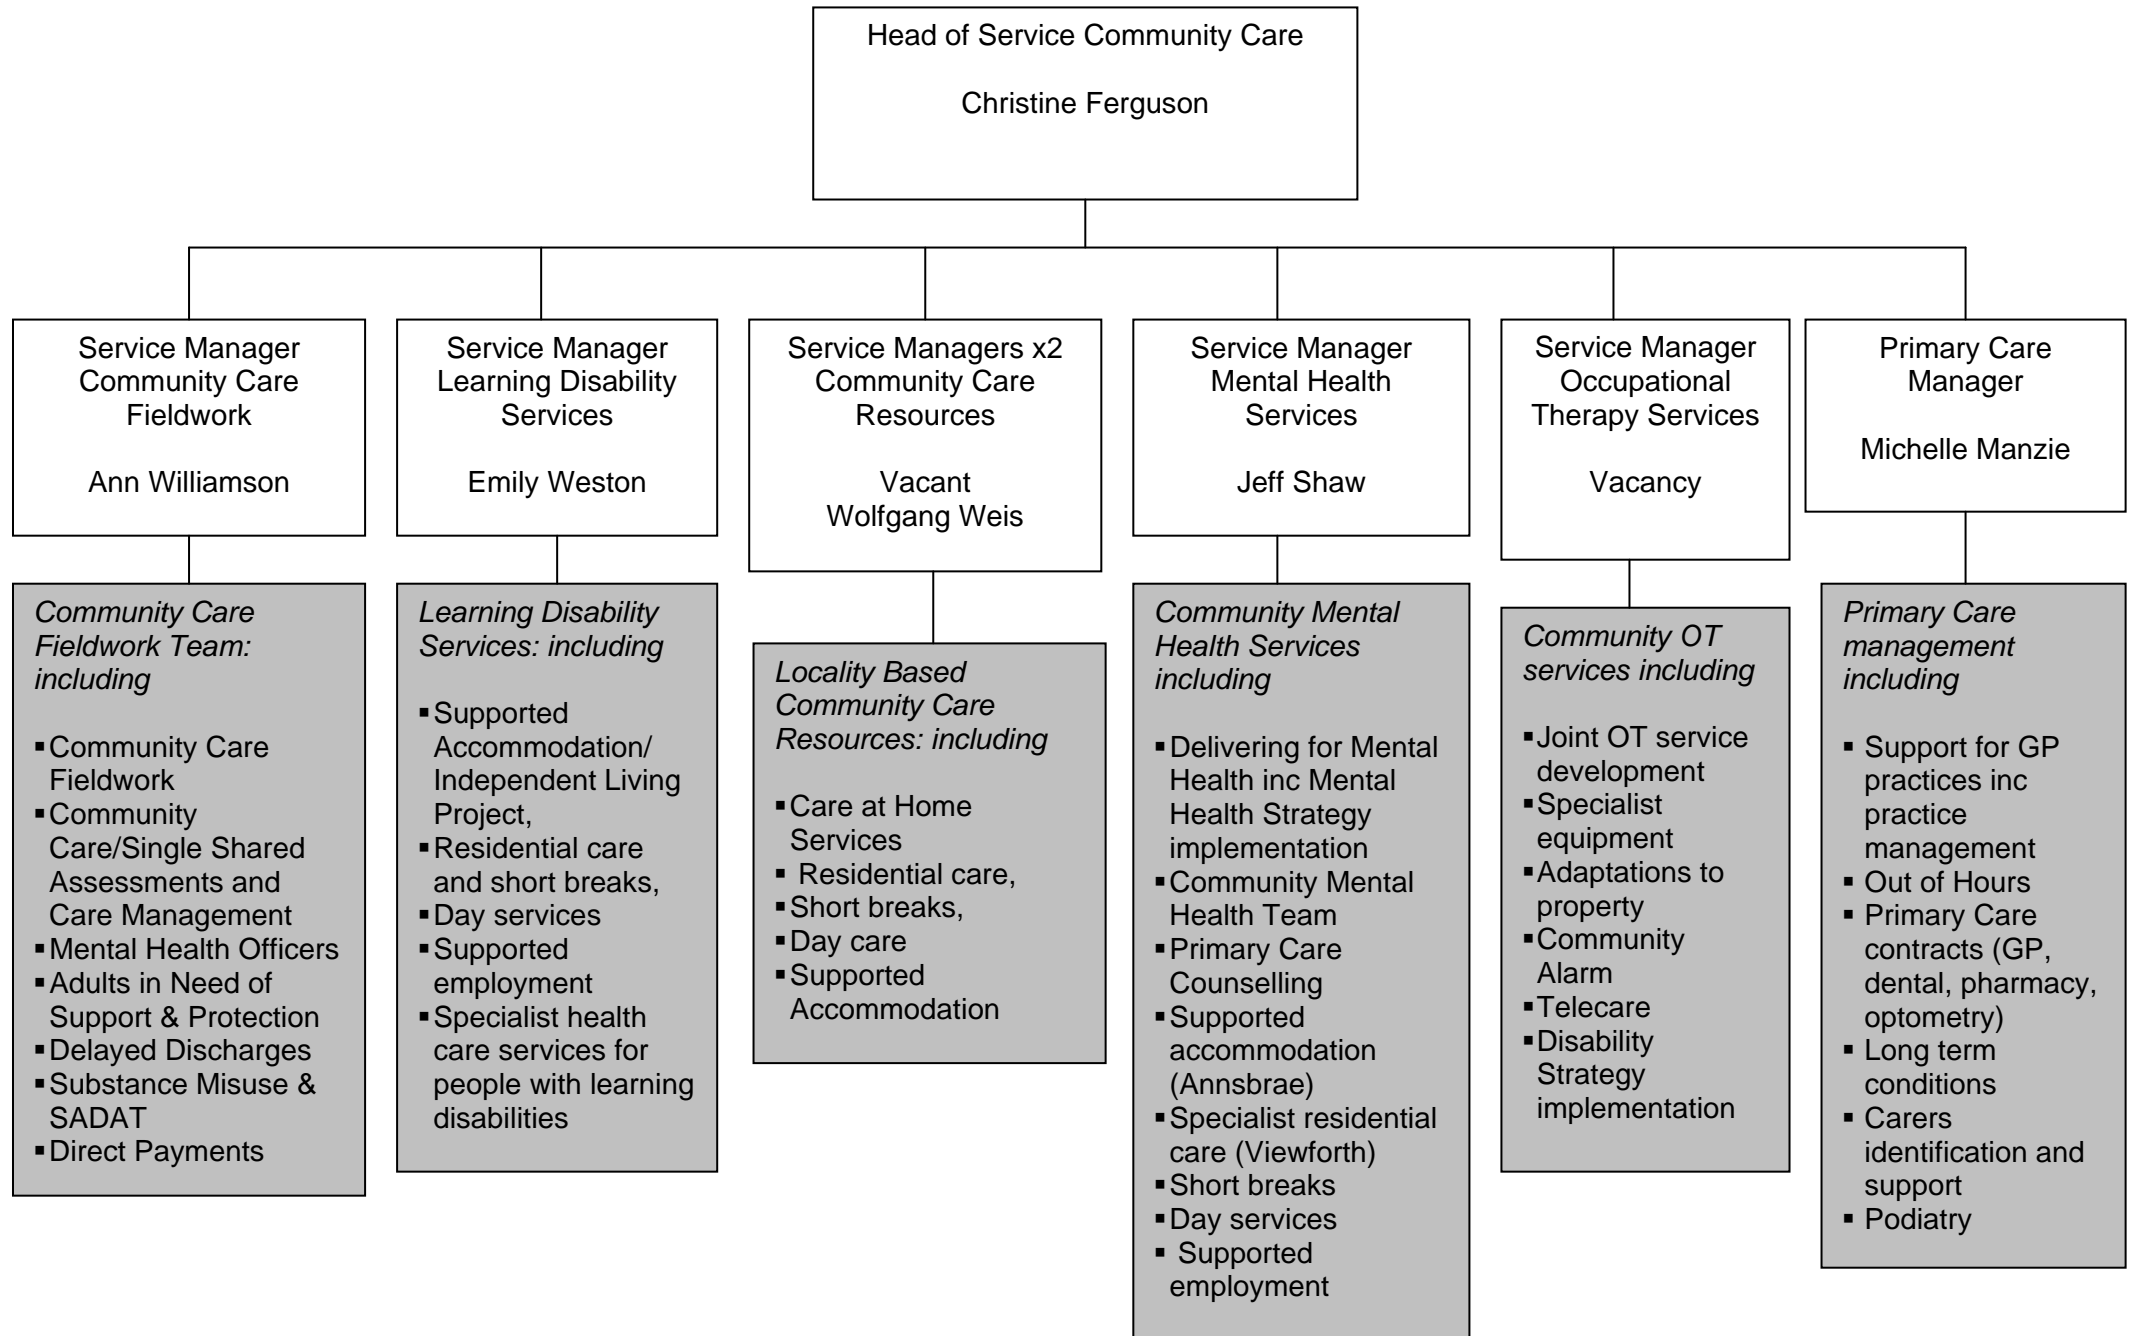 Head of Service Community Care
Christine Ferguson
Service Manager
Community Care
Fieldwork
Ann Williamson
Service Manager
Learning Disability
Services
Emily Weston
Service Managers x2
Community Care
Resources
Vacant
Wolfgang Weis
Service Manager
Mental Health
Services
Jeff Shaw
Service Manager
Occupational
Therapy Services
Vacancy
Primary Care
Manager
Michelle Manzie
Community Care
Fieldwork Team:
including
▪Community Care
Fieldwork
▪Community
Care/Single Shared
Assessments and
Care Management
▪Mental Health Officers
▪Adults in Need of
Support & Protection
▪Delayed Discharges
▪Substance Misuse &
SADAT
▪Direct Payments
Learning Disability
Services: including
▪Supported
Accommodation/
Independent Living
Project,
▪Residential care
and short breaks,
▪Day services
▪Supported
employment
▪Specialist health
care services for
people with learning
disabilities
Locality Based
Community Care
Resources: including
▪Care at Home
Services
▪ Residential care,
▪Short breaks,
▪Day care
▪Supported
Accommodation
Community Mental
Health Services
including
▪Delivering for Mental
Health inc Mental
Health Strategy
implementation
▪Community Mental
Health Team
▪Primary Care
Counselling
▪Supported
accommodation
(Annsbrae)
▪Specialist residential
care (Viewforth)
▪Short breaks
▪Day services
▪ Supported
employment
Community OT
services including
▪Joint OT service
development
▪Specialist
equipment
▪Adaptations to
property
▪Community
Alarm
▪Telecare
▪Disability
Strategy
implementation
Primary Care
management
including
▪ Support for GP
practices inc
practice
management
▪ Out of Hours
▪ Primary Care
contracts (GP,
dental, pharmacy,
optometry)
▪ Long term
conditions
▪ Carers
identification and
support
▪ Podiatry